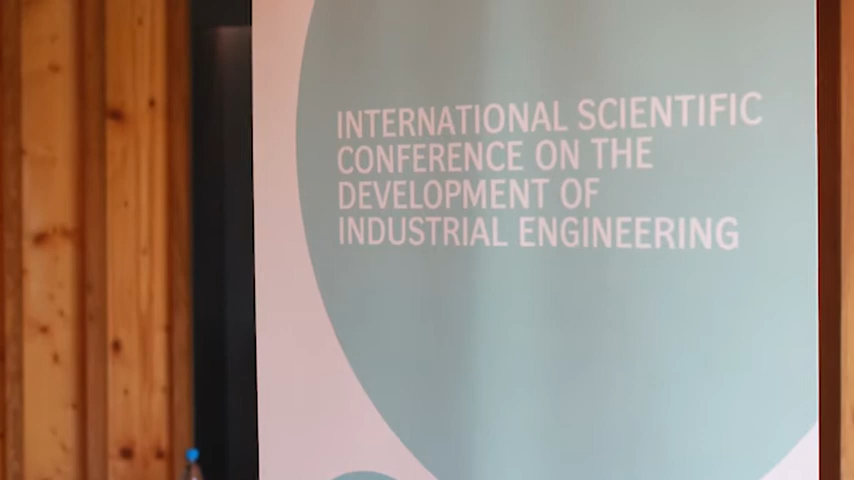 INTERNATIONAL SCIENTIFIC
CONFERENCE ON THE
DEVELOPMENT OF
INDUSTRIAL ENGINEERING